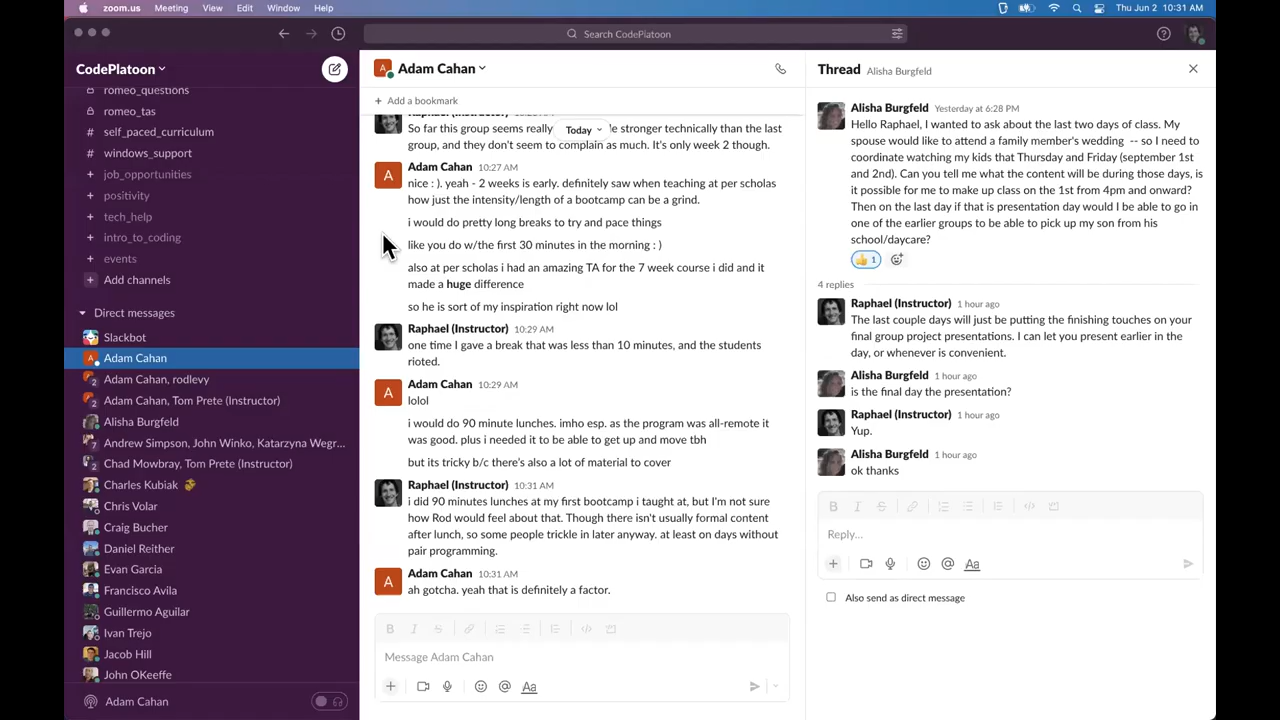 zoom.us Meeting View Edit Window Help Thu Jun 2 10:31 AM
Search CodePlatoon
CodePlatoon
romeo_questions
romeo_tas
# self_paced_curriculum
# windows_support
+ job_opportunities
+ positivity
+ tech_help
+ intro_to_coding
+ events
+ Add channels
Direct messages
Slackbot
Adam Cahan
2 Adam Cahan, rodlevy
2 Adam Cahan, Tom Prete (Instructor)
Alisha Burgfeld
7 Andrew Simpson, John Winko, Katarzyna Wegr...
2 Chad Mowbray, Tom Prete (Instructor)
Charles Kubiak
Chris Volar
Craig Bucher
Daniel Reither
Evan Garcia
Francisco Avila
Guillermo Aguilar
Ivan Trejo
Jacob Hill
John OKeeffe
Adam Cahan
A Adam Cahan
+ Add a bookmark
Today
Raphael (Instructor)
So far this group seems really le stronger technically than the last
group, and they don't seem to complain as much. It's only week 2 though.
A Adam Cahan 10:27 AM
nice : ). yeah - 2 weeks is early. definitely saw when teaching at per scholas
how just the intensity/length of a bootcamp can be a grind.
i would do pretty long breaks to try and pace things
like you do w/the first 30 minutes in the morning : )
also at per scholas i had an amazing TA for the 7 week course i did and it
made a huge difference
so he is sort of my inspiration right now lol
Raphael (Instructor) 10:29 AM
one time I gave a break that was less than 10 minutes, and the students
rioted.
A Adam Cahan 10:29 AM
lolol
i would do 90 minute lunches. imho esp. as the program was all-remote it
was good. plus i needed it to be able to get up and move tbh
but its tricky b/c there's also a lot of material to cover
Raphael (Instructor) 10:31 AM
i did 90 minutes lunches at my first bootcamp i taught at, but I'm not sure
how Rod would feel about that. Though there isn't usually formal content
after lunch, so some people trickle in later anyway. at least on days without
pair programming.
A Adam Cahan 10:31 AM
ah gotcha. yeah that is definitely a factor.
B I S
Message Adam Cahan
+ @ Aa
Thread Alisha Burgfeld
Alisha Burgfeld Yesterday at 6:28 PM
Hello Raphael, I wanted to ask about the last two days of class. My
spouse would like to attend a family member's wedding -- so I need to
coordinate watching my kids that Thursday and Friday (september 1st
and 2nd). Can you tell me what the content will be during those days, is
it possible for me to make up class on the 1st from 4pm and onward?
Then on the last day if that is presentation day would I be able to go in
one of the earlier groups to be able to pick up my son from his
school/daycare?
👍 1
4 replies
Raphael (Instructor) 1 hour ago
The last couple days will just be putting the finishing touches on your
final group project presentations. I can let you present earlier in the
day, or whenever is convenient.
Alisha Burgfeld 1 hour ago
is the final day the presentation?
Raphael (Instructor) 1 hour ago
Yup.
Alisha Burgfeld 1 hour ago
ok thanks
B I S
Reply...
+ @ Aa
Also send as direct message